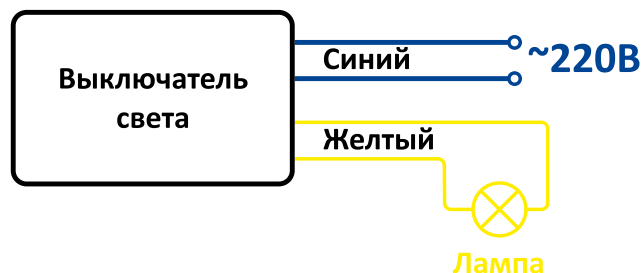 Выключатель
света
Синий
~220В
Желтый
Лампа